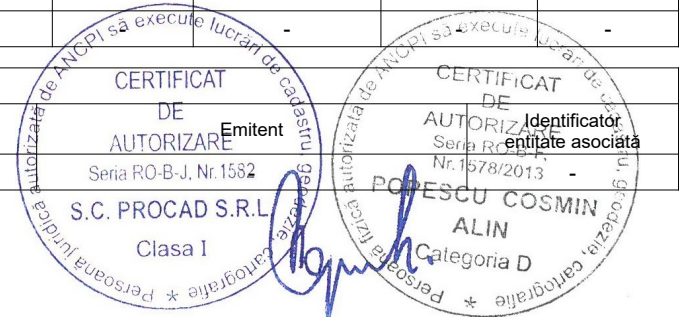 - - - -
Persoană juridică autorizată de ANCPI să execute lucrări de cadastru, geodezie, cartografie *
CERTIFICAT
DE
AUTORIZARE
Seria RO-B-J, Nr.1582
S.C. PROCAD S.R.L
Clasa I
Emitent
-
Persoană fizică autorizată de ANCPI să execute lucrări de cadastru, geodezie, cartografie *
CERTIFICAT
DE
AUTORIZARE
Seria RO-B-F,
Nr.1578/2013
POPESCU COSMIN
ALIN
Categoria D
Identificator
entitate asociată
-